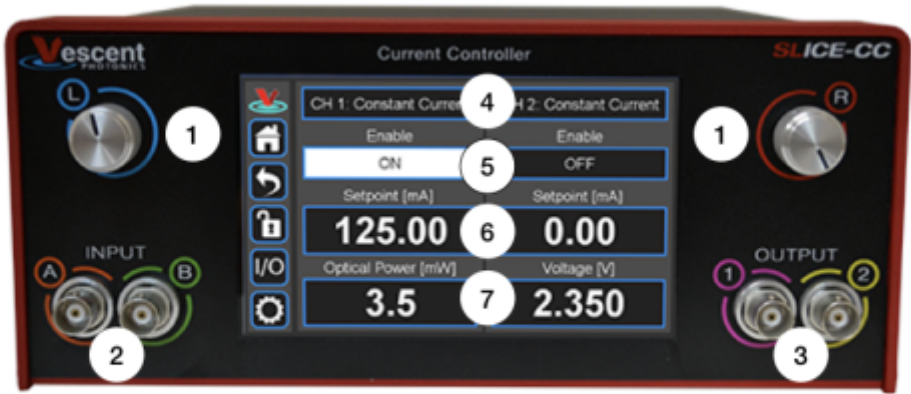 Vescent
PHOTONICS
Current Controller
SLICE-CC
L
1
CH 1: Constant Curren
4
H 2: Constant Current
1
R
Enable
Enable
ON
5
OFF
Setpoint [mA]
Setpoint [mA]
125.00
6
0.00
INPUT
A
B
I/O
Optical Power [mW]
Voltage [V]
OUTPUT
1
2
3.5
7
2.350
2
3